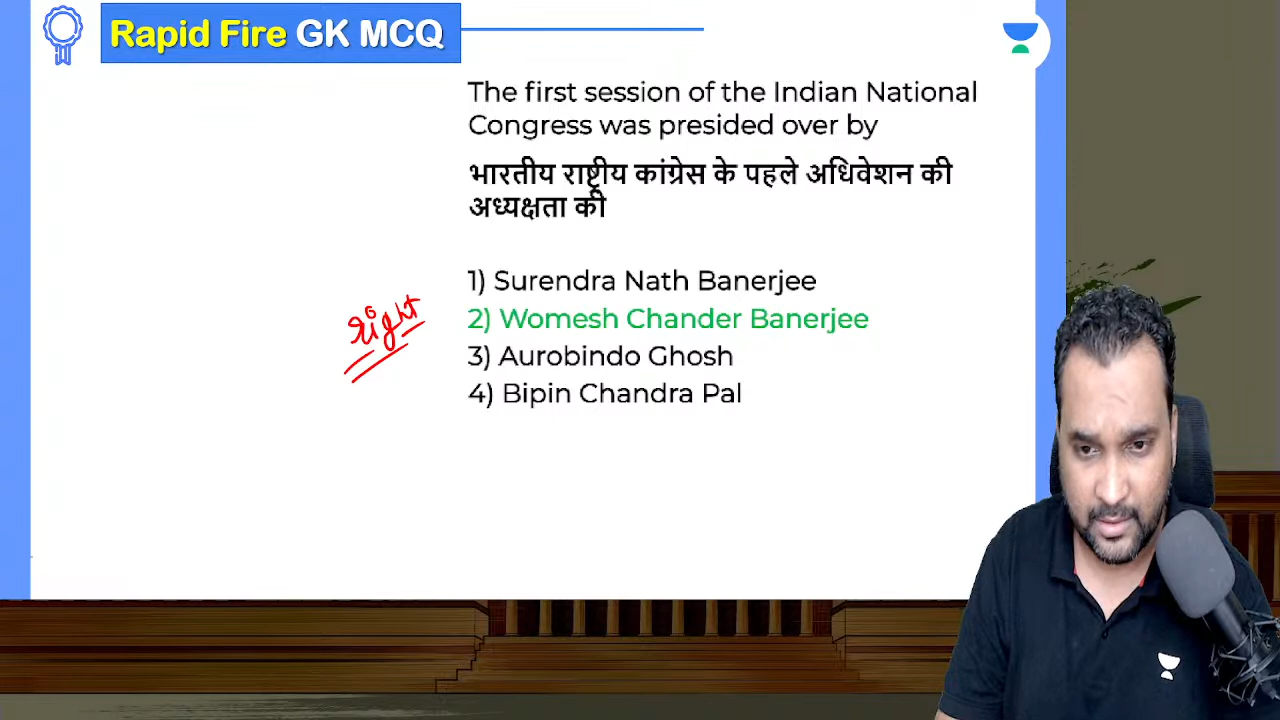 Rapid Fire GK MCQ
The first session of the Indian National
Congress was presided over by
भारतीय राष्ट्रीय कांग्रेस के पहले अधिवेशन की
अध्यक्षता की
1) Surendra Nath Banerjee
right
2) Womesh Chander Banerjee
3) Aurobindo Ghosh
4) Bipin Chandra Pal